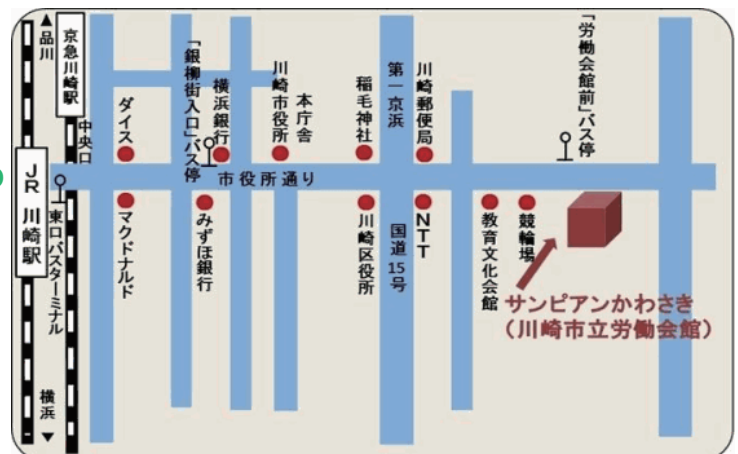 ▲品川
京急川崎駅
中央口
JR 川崎駅
東口バスターミナル
横浜▼
ダイス
マクドナルド
「銀柳街入口」バス停
横浜銀行
みずほ銀行
市役所通り
川崎市役所
本庁舎
稲毛神社
川崎区役所
第一京浜
国道15号
川崎郵便局
NTT
教育文化会館
競輪場
「労働会館前」バス停
サンピアンかわさき
(川崎市立労働会館)